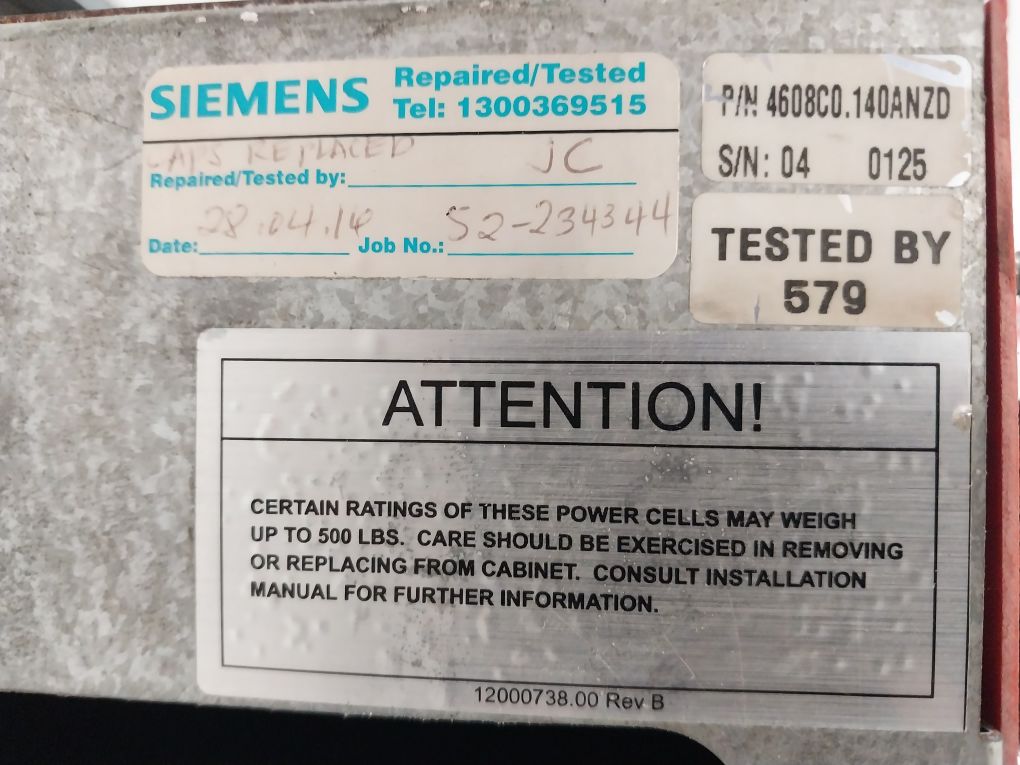 SIEMENS
Repaired/Tested
Tel: 1300369515
CAPS REPLACED JC
Repaired/Tested by:
28.04.14 52-234344
Date: Job No.:
P/N 4608C0.140ANZD
S/N: 04 0125
TESTED BY
579
ATTENTION!
CERTAIN RATINGS OF THESE POWER CELLS MAY WEIGH
UP TO 500 LBS. CARE SHOULD BE EXERCISED IN REMOVING
OR REPLACING FROM CABINET. CONSULT INSTALLATION
MANUAL FOR FURTHER INFORMATION.
12000738.00 Rev B